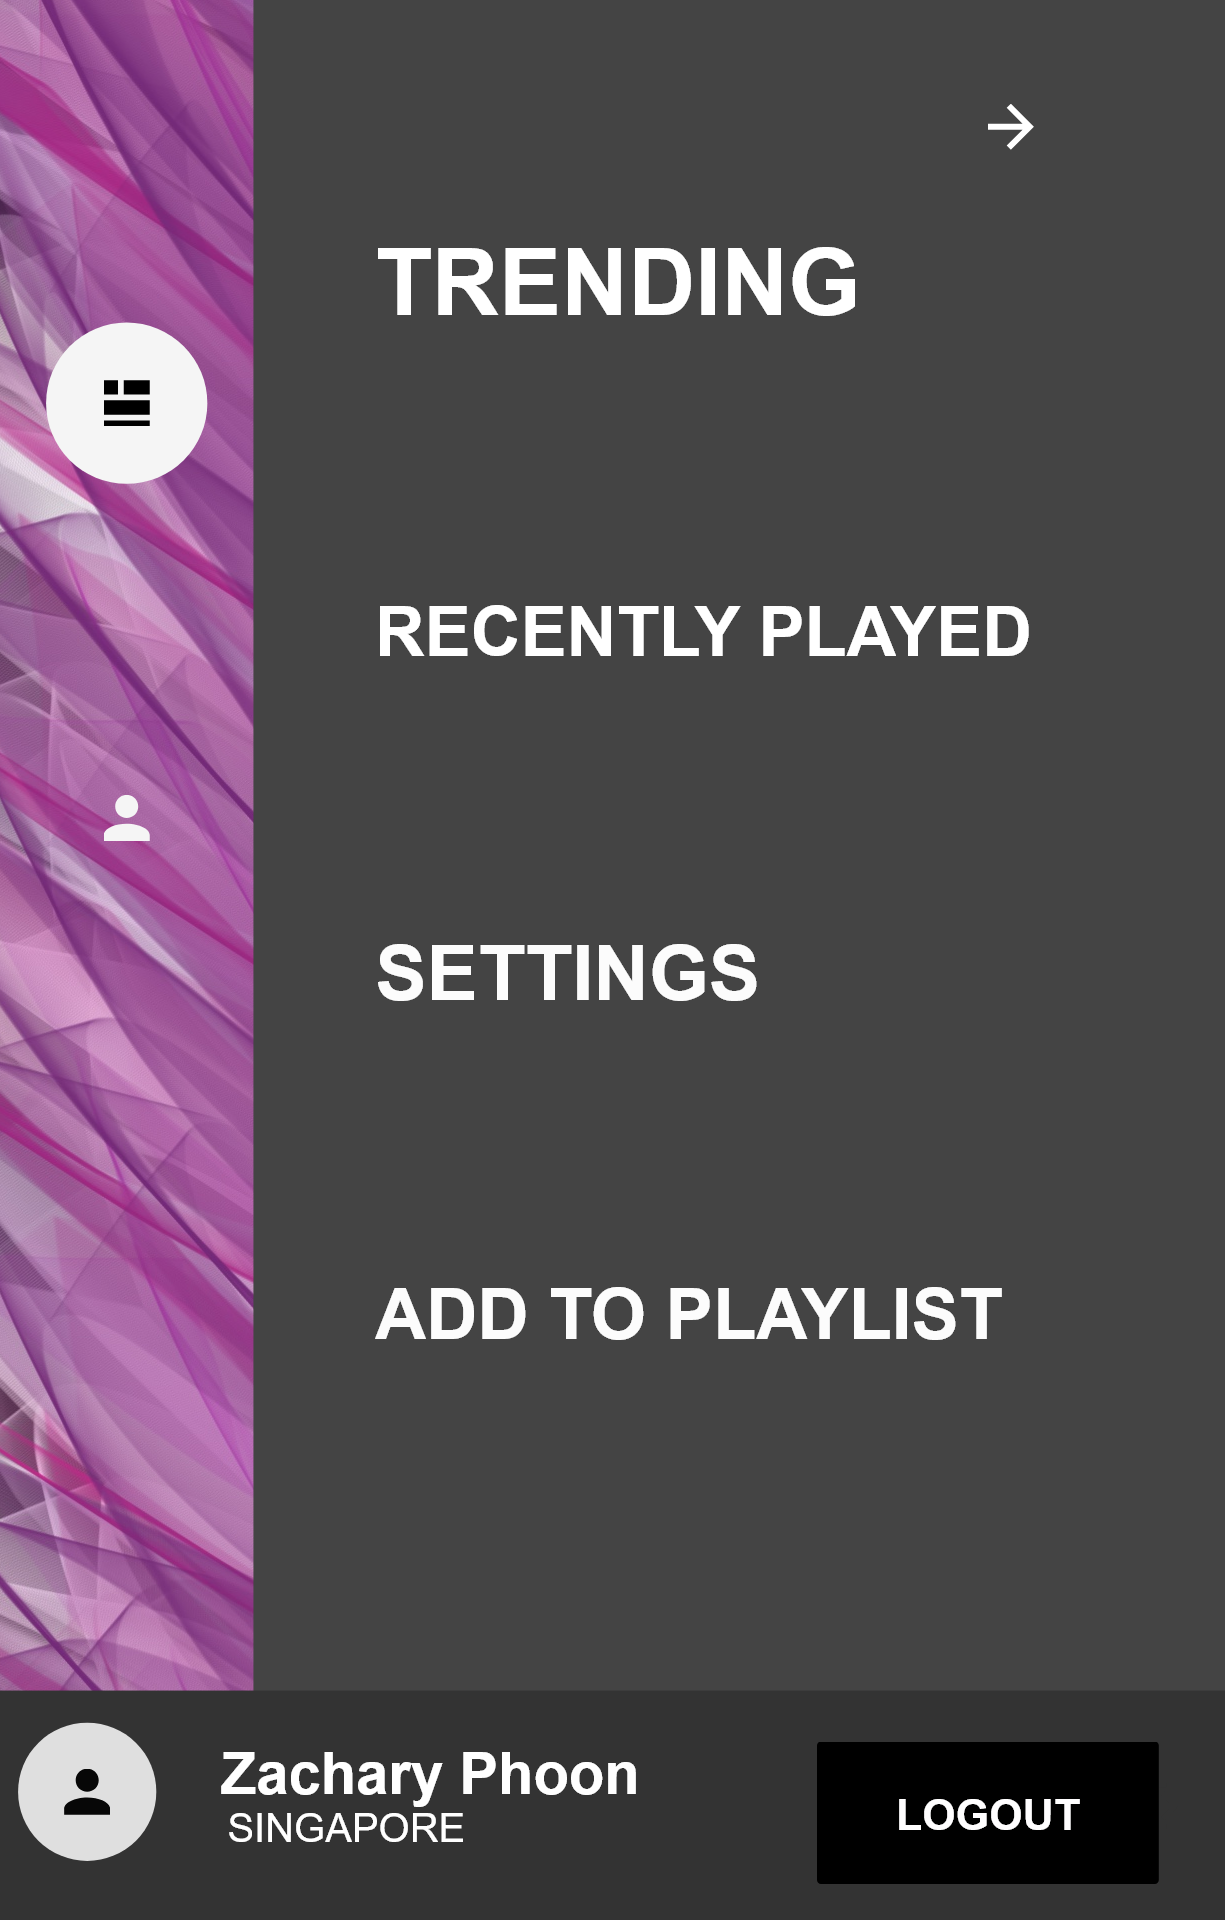 TRENDING
RECENTLY PLAYED
SETTINGS
ADD TO PLAYLIST
Zachary Phoon
SINGAPORE
LOGOUT